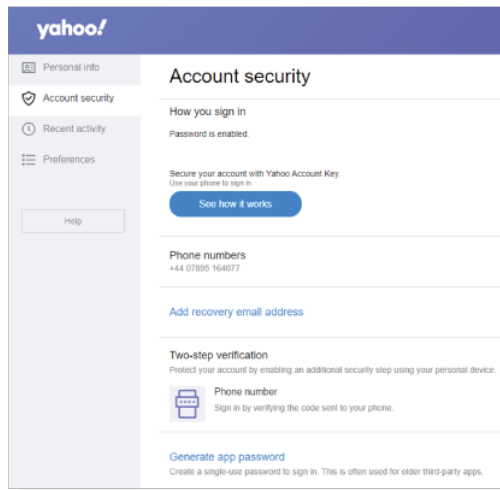 yahoo!
Personal info
Account security
Recent activity
Preferences
Help
Account security
How you sign in
Password is enabled.
Secure your account with Yahoo Account Key.
Use your phone to sign in
See how it works
Phone numbers
+44 07895 164077
Add recovery email address
Two-step verification
Protect your account by enabling an additional security step using your personal device.
Phone number
Sign in by verifying the code sent to your phone.
Generate app password
Create a single-use password to sign in. This is often used for older third-party apps.